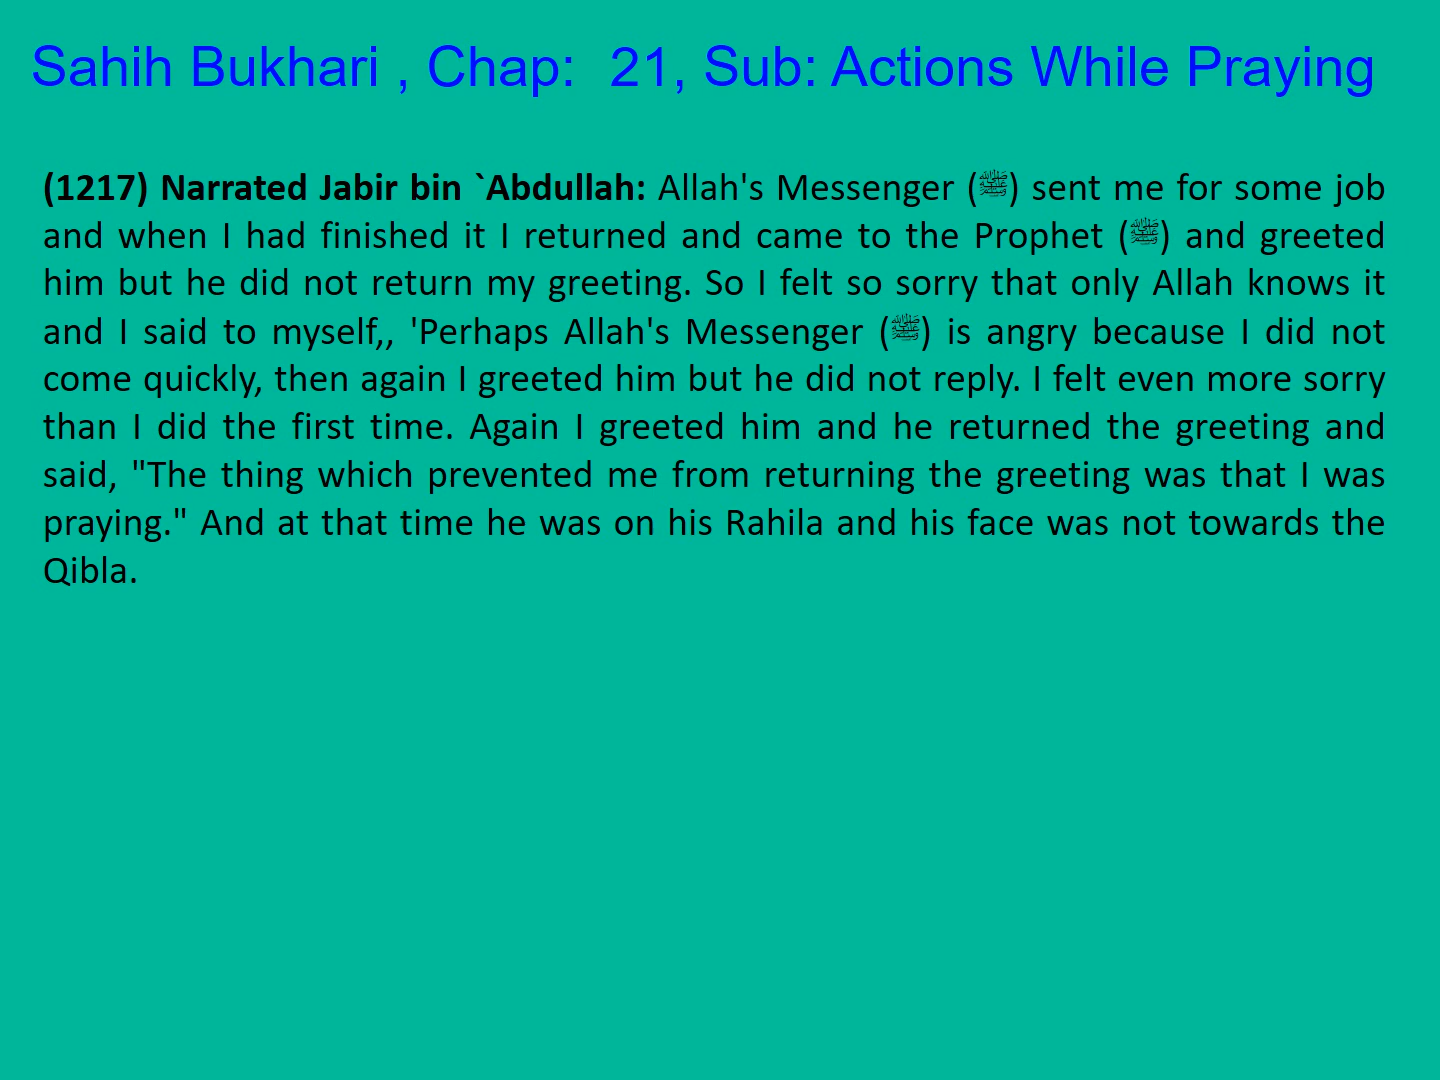 Sahih Bukhari , Chap:  21, Sub: Actions While Praying
(1217) Narrated Jabir bin `Abdullah: Allah's Messenger (ﷺ) sent me for some job
and when I had finished it I returned and came to the Prophet (ﷺ) and greeted
him but he did not return my greeting. So I felt so sorry that only Allah knows it
and I said to myself,, 'Perhaps Allah's Messenger (ﷺ) is angry because I did not
come quickly, then again I greeted him but he did not reply. I felt even more sorry
than I did the first time. Again I greeted him and he returned the greeting and
said, "The thing which prevented me from returning the greeting was that I was
praying." And at that time he was on his Rahila and his face was not towards the
Qibla.